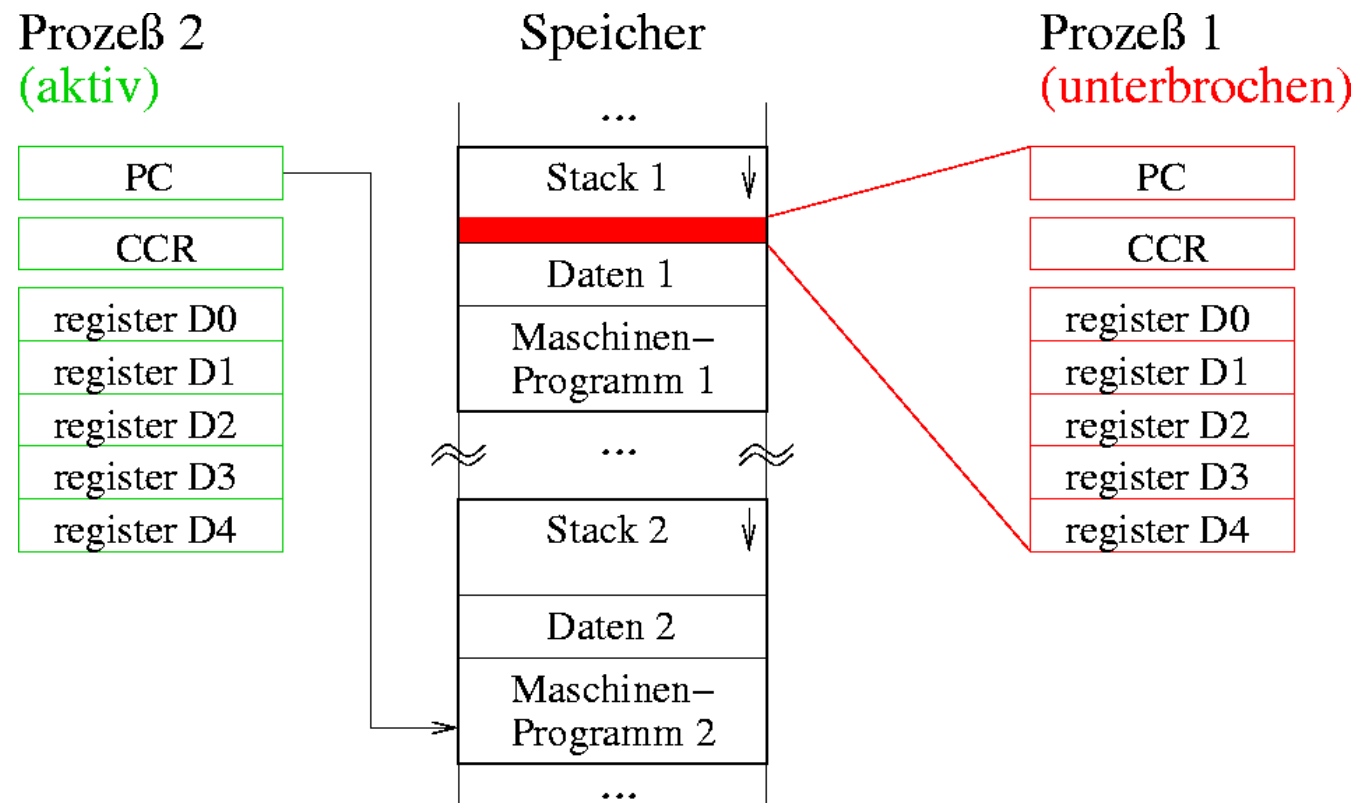 Prozeß 2
(aktiv)
PC
CCR
register D0
register D1
register D2
register D3
register D4
Speicher
...
Stack 1
Daten 1
Maschinen–
Programm 1
...
Stack 2
Daten 2
Maschinen–
Programm 2
...
Prozeß 1
(unterbrochen)
PC
CCR
register D0
register D1
register D2
register D3
register D4